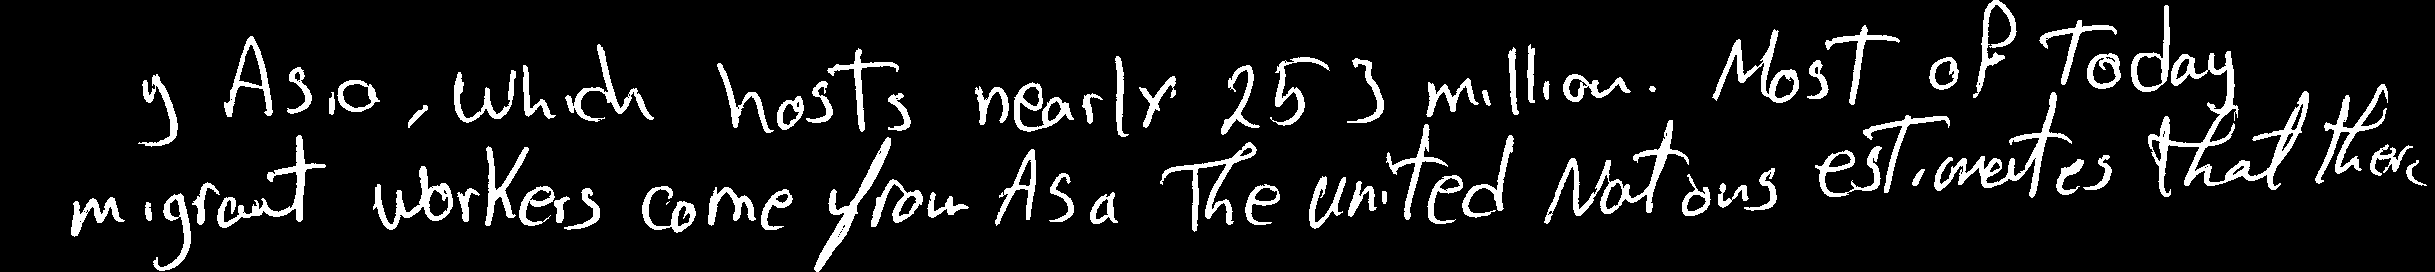 y Asia, which hosts nearly 253 million. Most of Today
migrant workers come from Asa The united Nations estimates that there